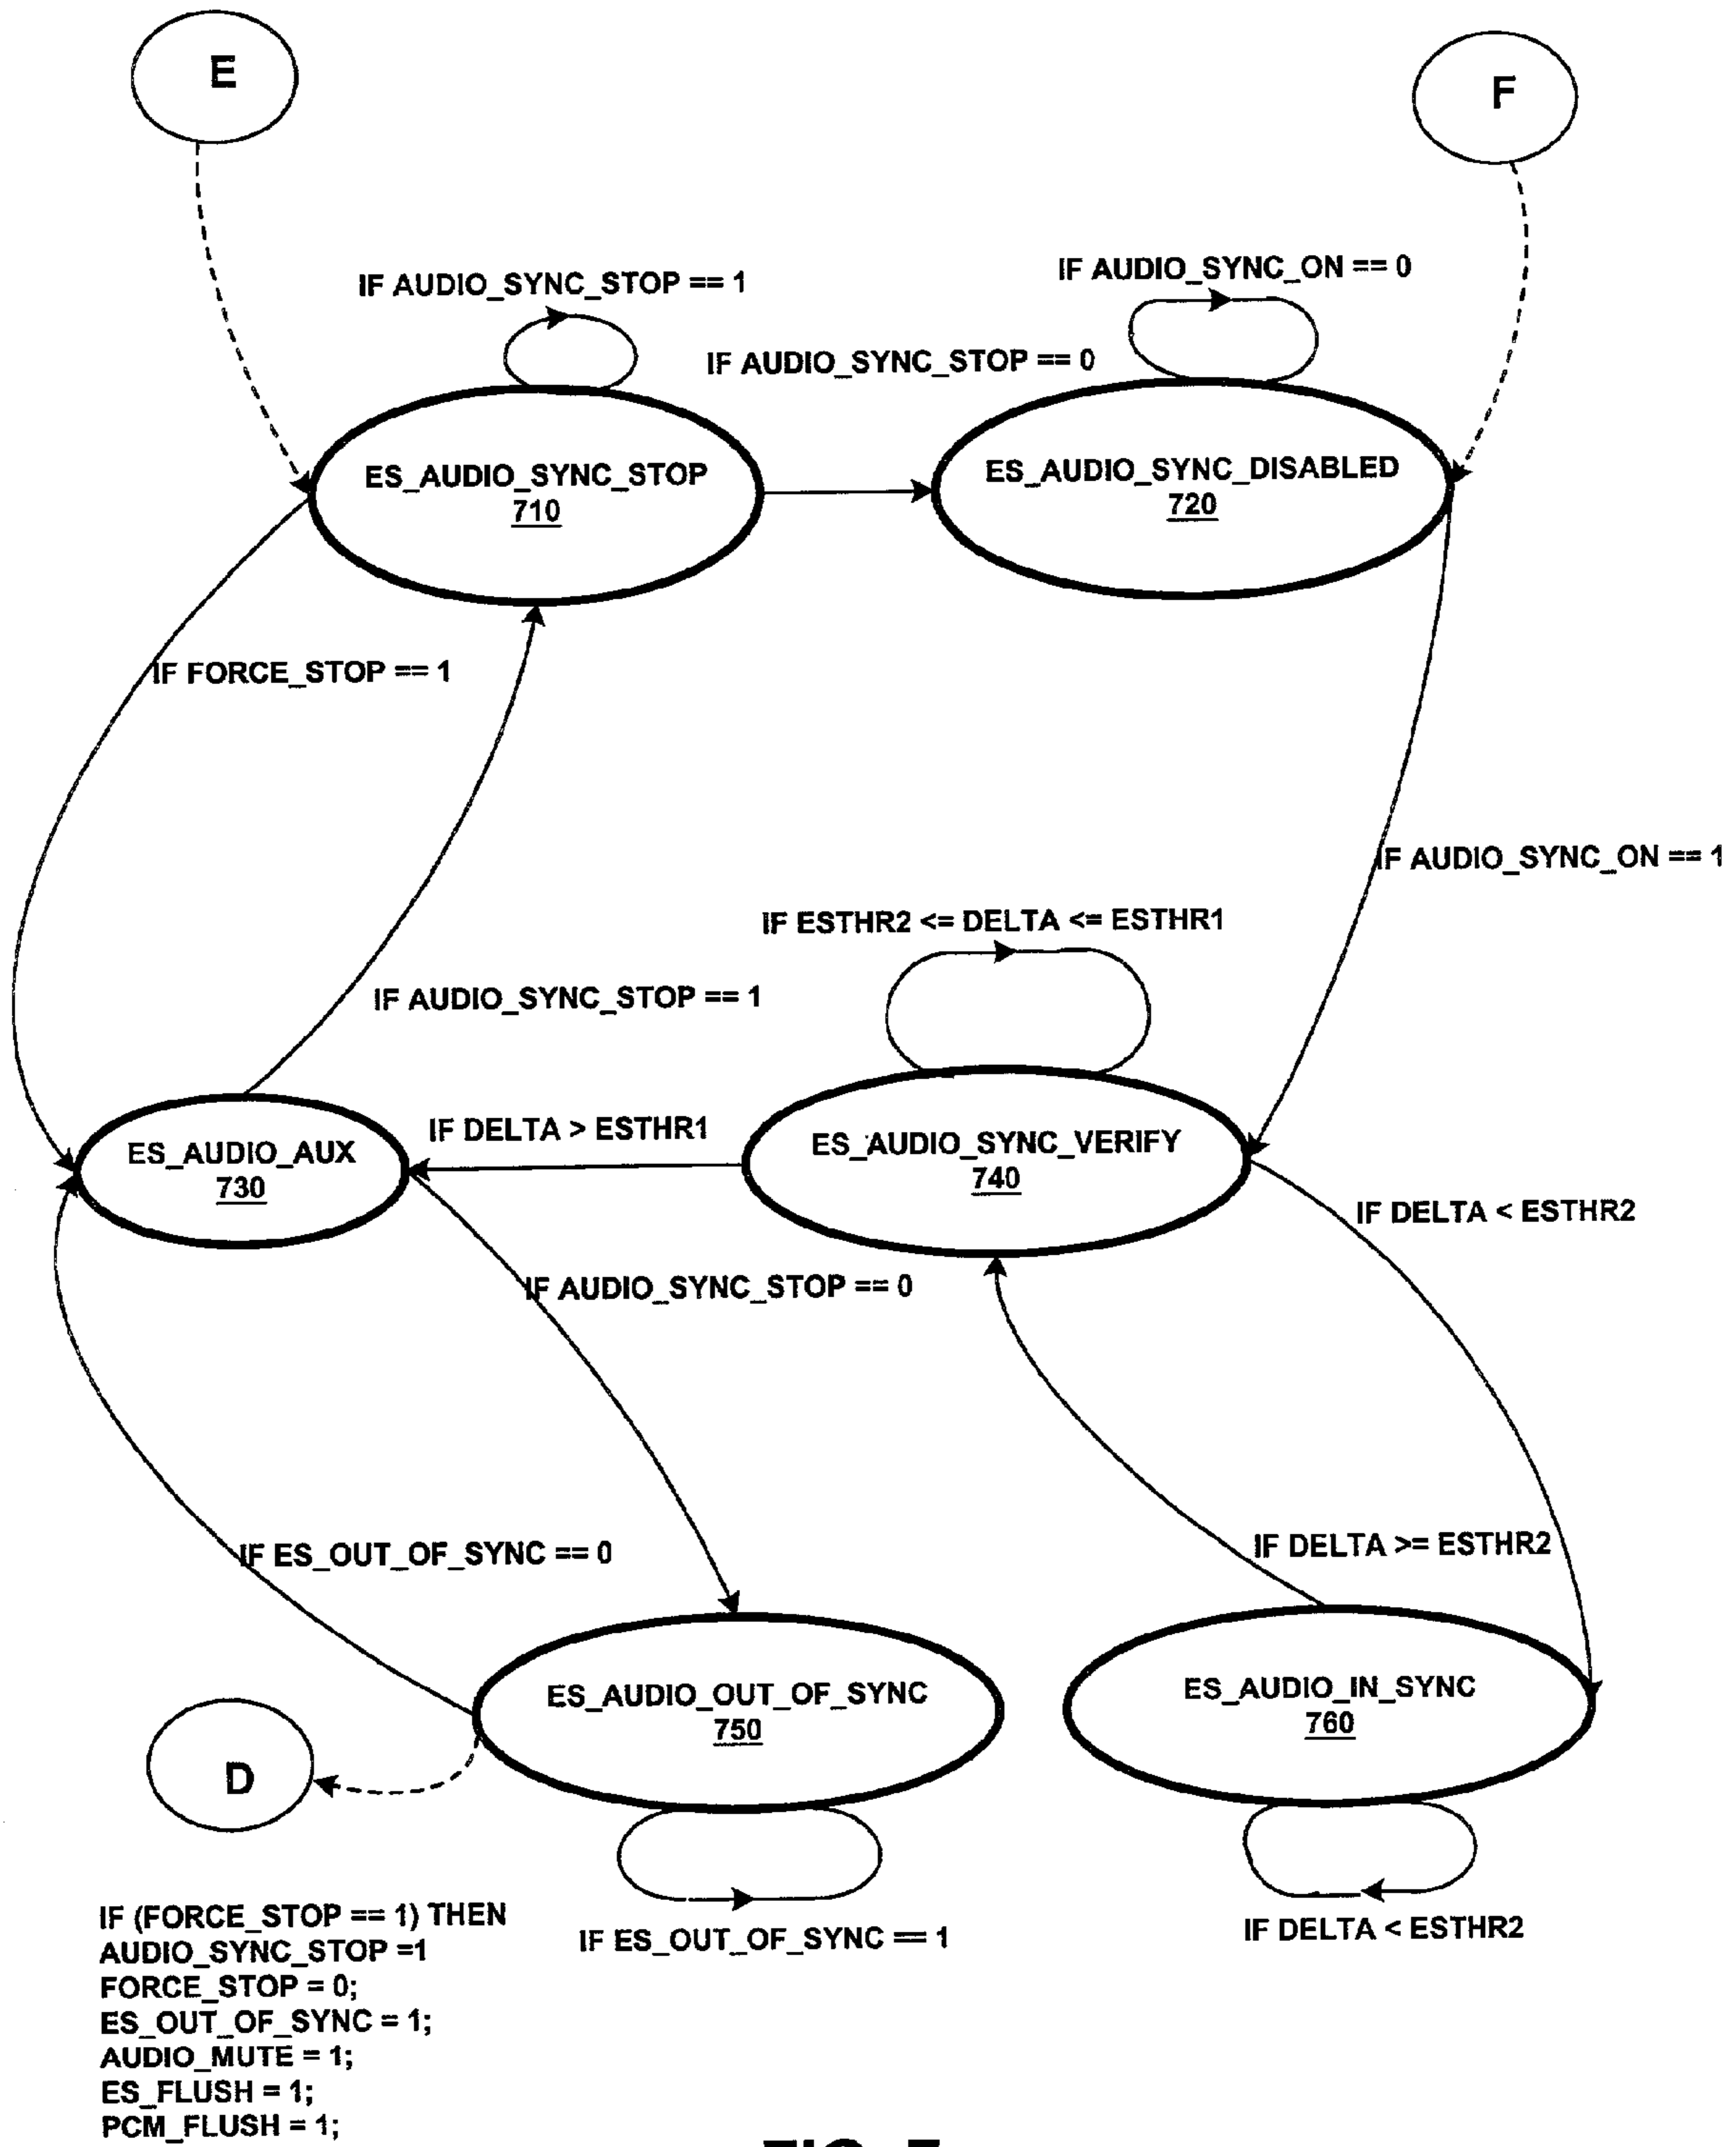 E
F
IF AUDIO_SYNC_STOP == 1
IF AUDIO_SYNC_ON == 0
IF AUDIO_SYNC_STOP == 0
ES_AUDIO_SYNC_STOP
710
ES_AUDIO_SYNC_DISABLED
720
IF FORCE_STOP == 1
IF AUDIO_SYNC_ON == 1
IF ESTHR2 <= DELTA <= ESTHR1
IF AUDIO_SYNC_STOP == 1
IF DELTA > ESTHR1
ES_AUDIO_AUX
730
ES_AUDIO_SYNC_VERIFY
740
IF DELTA < ESTHR2
IF AUDIO_SYNC_STOP == 0
IF ES_OUT_OF_SYNC == 0
IF DELTA >= ESTHR2
ES_AUDIO_OUT_OF_SYNC
750
ES_AUDIO_IN_SYNC
760
D
IF ES_OUT_OF_SYNC == 1
IF DELTA < ESTHR2
IF (FORCE_STOP == 1) THEN
AUDIO_SYNC_STOP =1
FORCE_STOP = 0;
ES_OUT_OF_SYNC = 1;
AUDIO_MUTE = 1;
ES_FLUSH = 1;
PCM_FLUSH = 1;